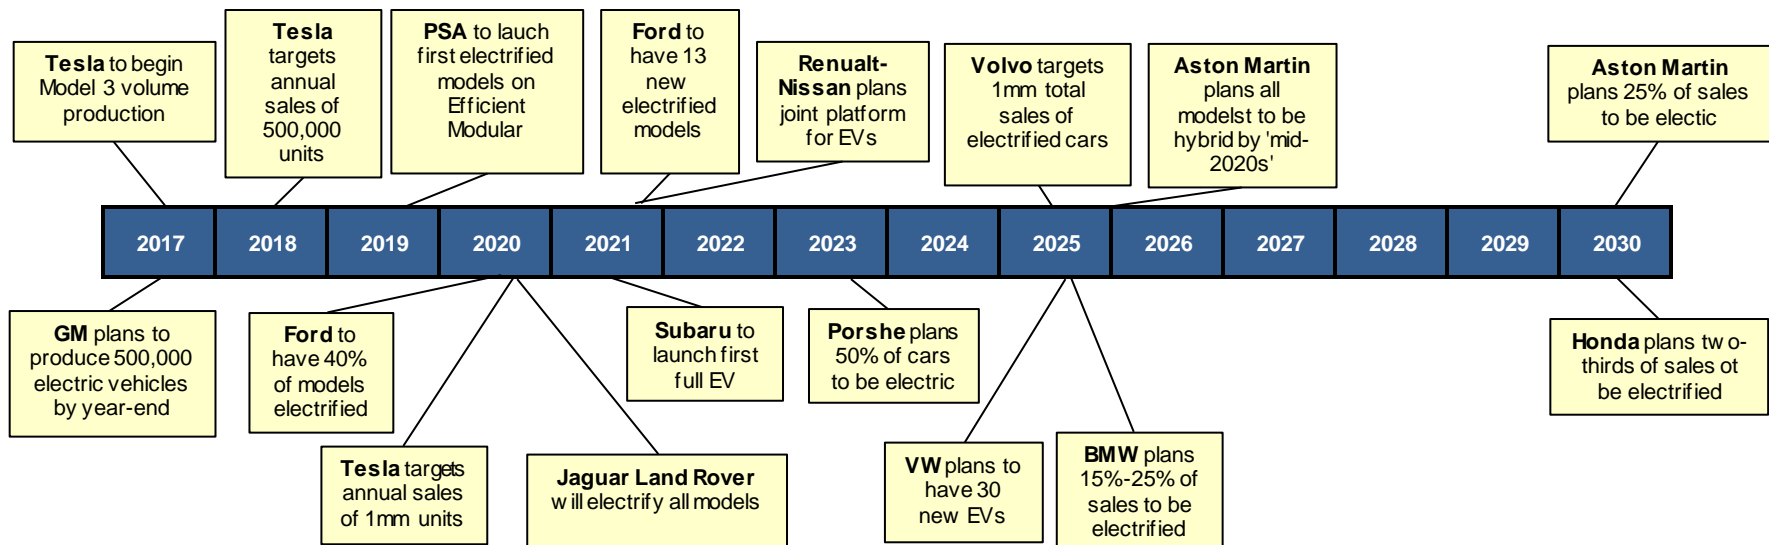 Tesla to begin
Model 3 volume
production
Tesla
targets
annual
sales of
500,000
units
PSA to lauch
first electrified
models on
Efficient
Modular
Ford to
have 13
new
electrified
models
Renualt-
Nissan plans
joint platform
for EVs
Volvo targets
1mm total
sales of
electrified cars
Aston Martin
plans all
modelst to be
hybrid by 'mid-
2020s'
Aston Martin
plans 25% of sales
to be electic
2017 2018 2019 2020 2021 2022 2023 2024 2025 2026 2027 2028 2029 2030
GM plans to
produce 500,000
electric vehicles
by year-end
Ford to
have 40%
of models
electrified
Tesla targets
annual sales
of 1mm units
Jaguar Land Rover
will electrify all models
Subaru to
launch first
full EV
Porshe plans
50% of cars
to be electric
VW plans to
have 30
new EVs
BMW plans
15%-25% of
sales to be
electrified
Honda plans two-
thirds of sales ot
be electrified